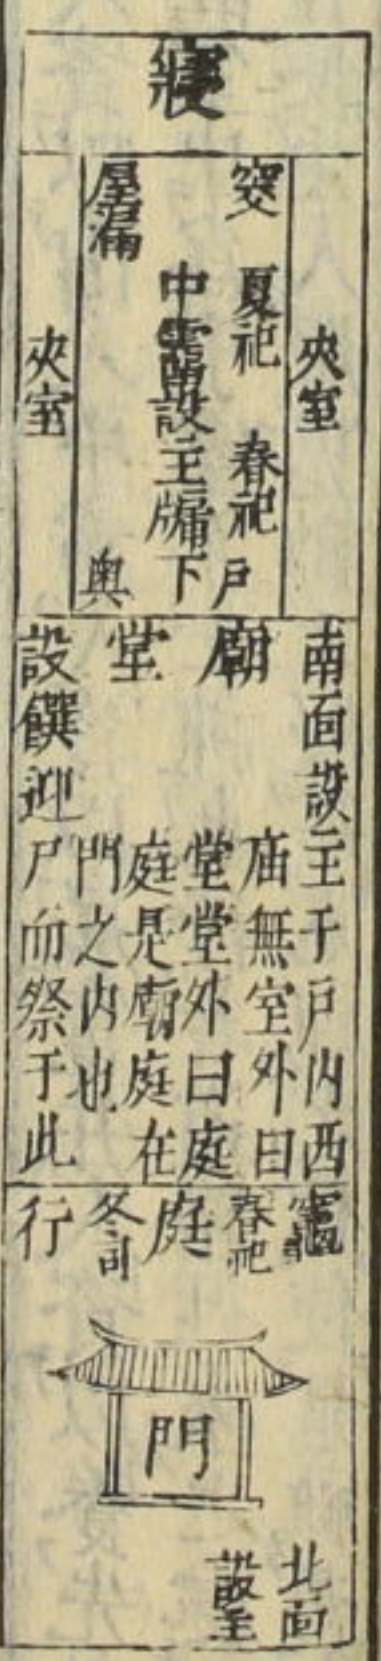 寢
夾室
窔 夏祀 春祀 戶
中霤設主牖下
屋漏 奧
夾室
廟堂
南面設主于戶內西
庙無室外曰
堂堂外曰庭
庭是廟庭在
門之內也
設饌迎尸而祭于此
竈
春祀
庭
行
門
北面
設主